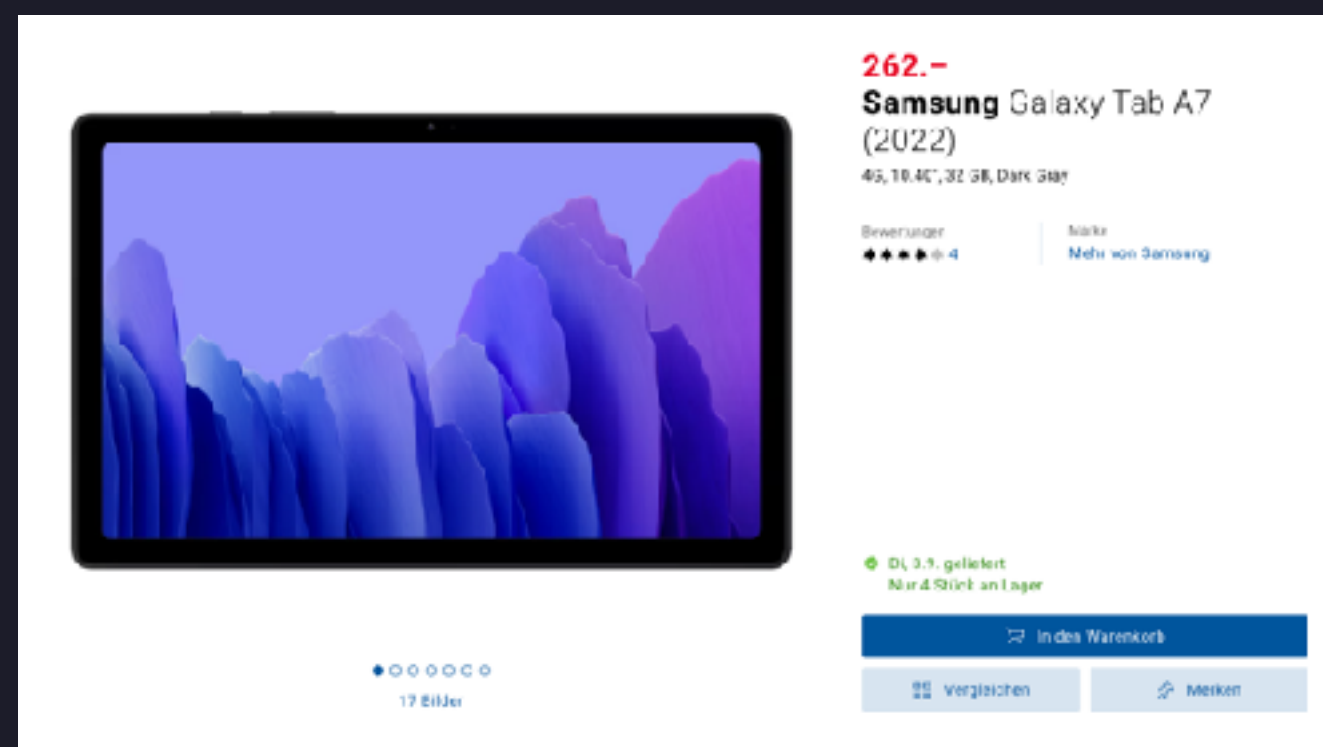 262.–
Samsung Galaxy Tab A7
(2022)
4G, 10.40", 32 GB, Dark Gray
Bewertungen
4
Marke
Mehr von Samsung
Di, 3.9. geliefert
Nur 4 Stück an Lager
In den Warenkorb
Vergleichen
Merken
17 Bilder